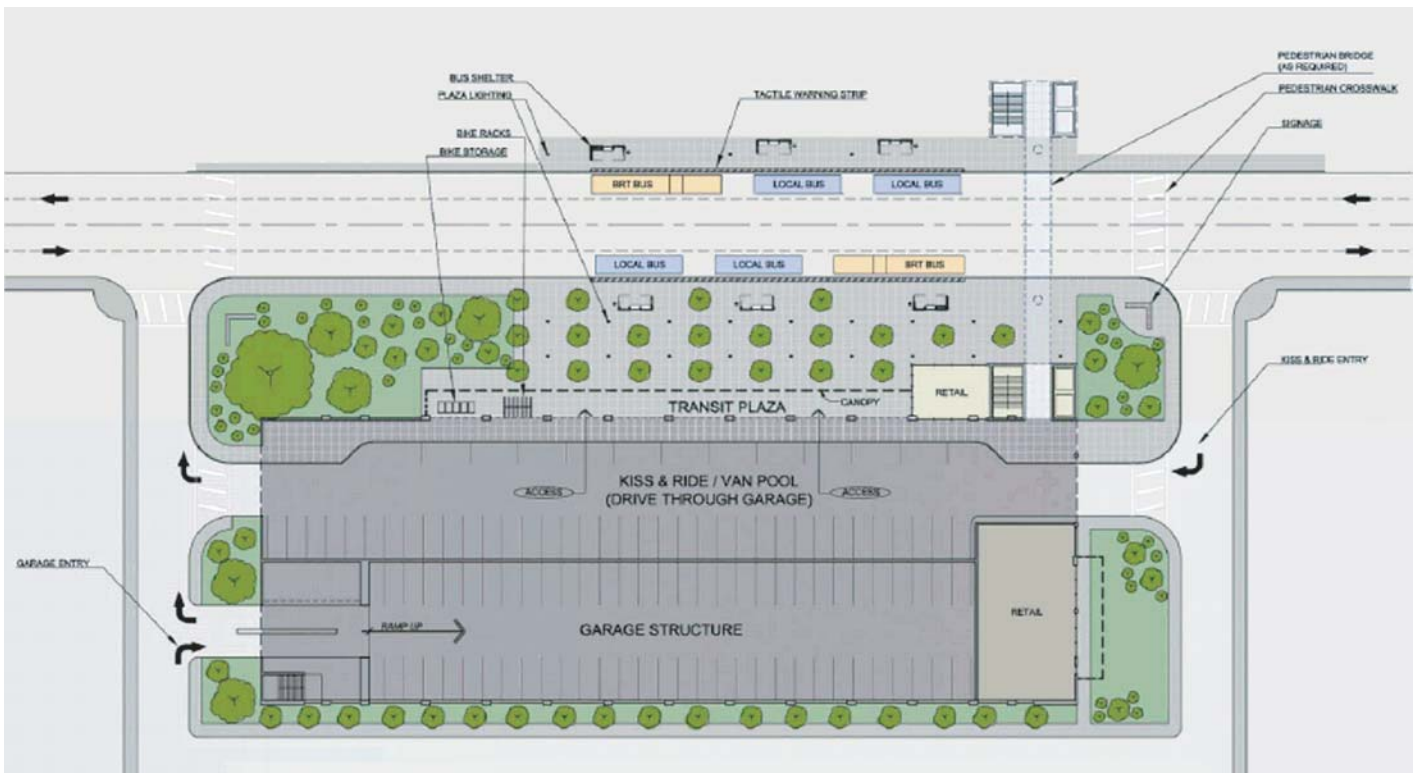 PEDESTRIAN BRIDGE
(AS REQUIRED)
BUS SHELTER
PEDESTRIAN CROSSWALK
PLAZA LIGHTING
TACTILE WARNING STRIP
SIGNAGE
BIKE RACKS
BIKE STORAGE
BRT BUS
LOCAL BUS
LOCAL BUS
LOCAL BUS
LOCAL BUS
BRT BUS
KISS & RIDE ENTRY
RETAIL
CANOPY
TRANSIT PLAZA
KISS & RIDE / VAN POOL
(DRIVE THROUGH GARAGE)
ACCESS
ACCESS
GARAGE ENTRY
RETAIL
RAMP UP
GARAGE STRUCTURE